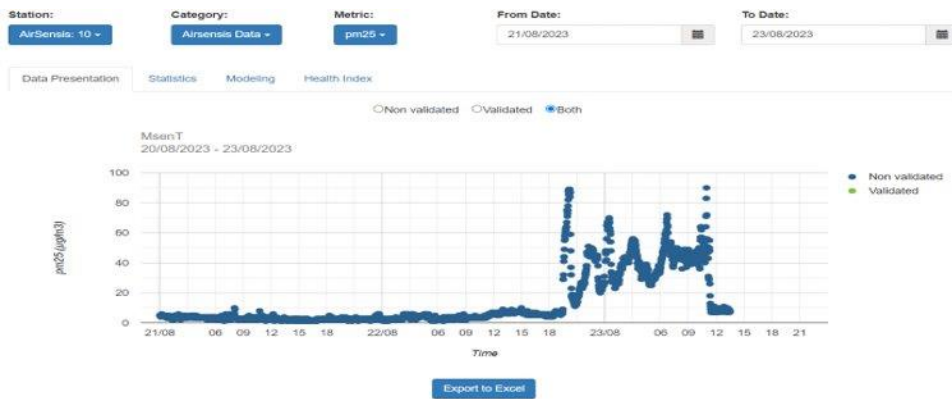 Station: Category: Metric: From Date: To Date:
AirSensis: 10 Airsensis Data pm25 21/08/2023 23/08/2023
Data Presentation Statistics Modeling Health Index
Non validated Validated Both
MsenT
20/08/2023 - 23/08/2023
100
80
60
40
20
0
pm25(µg/m3)
Non validated
Validated
21/08 06 09 12 15 18 22/08 06 09 12 15 18 23/08 06 09 12 15 18 21
Time
Export to Excel